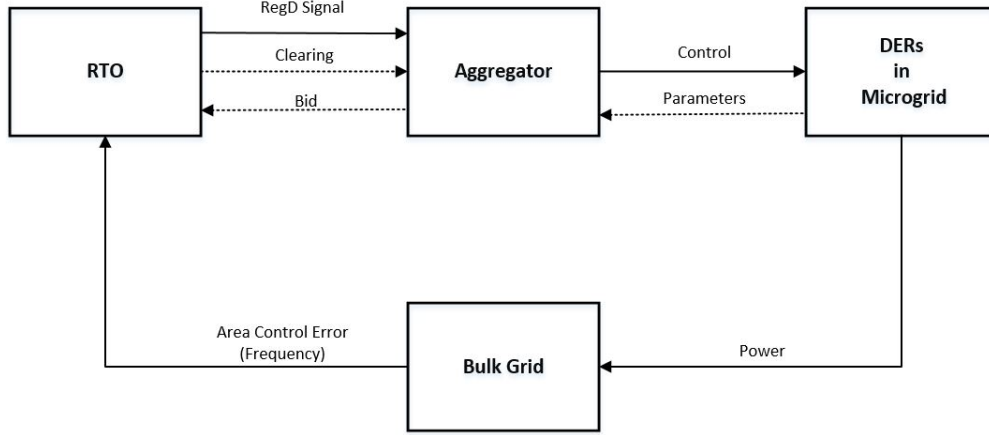 RegD Signal
RTO
Clearing
Bid
Aggregator
Control
Parameters
DERs
in
Microgrid
Area Control Error
(Frequency)
Bulk Grid
Power